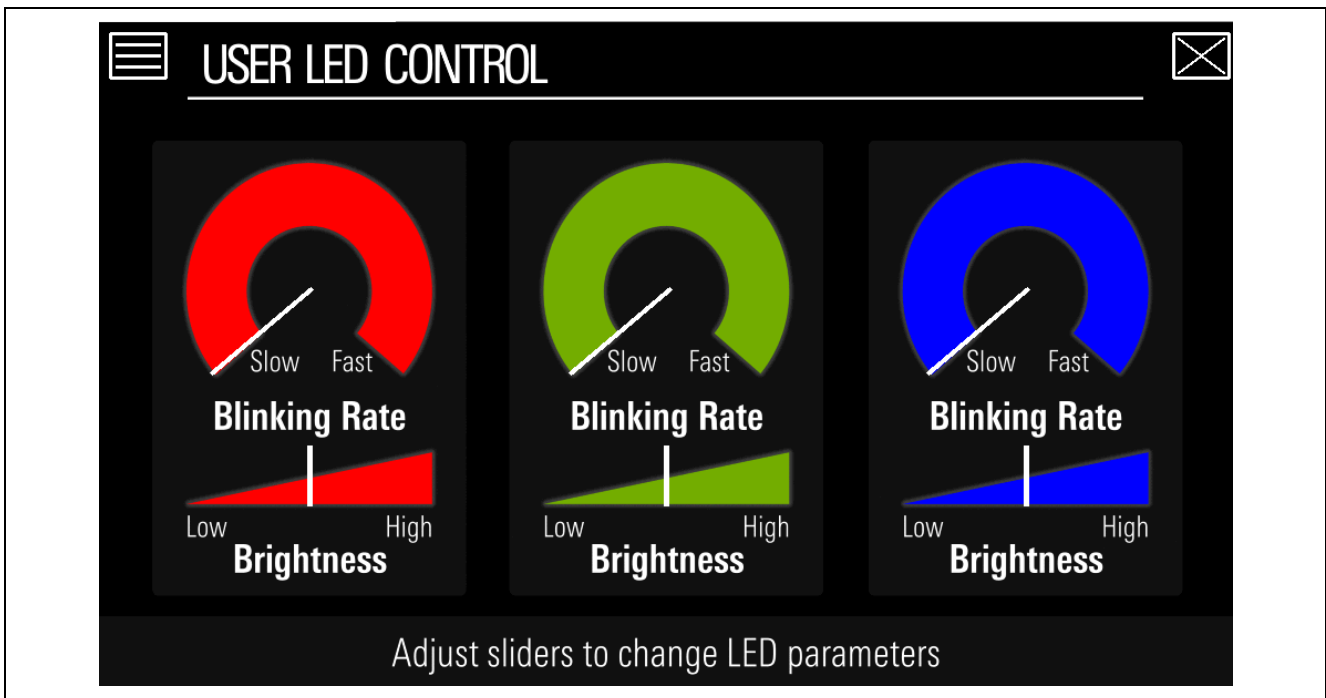 USER LED CONTROL
Slow Fast
Slow Fast
Slow Fast
Blinking Rate
Blinking Rate
Blinking Rate
Low High
Low High
Low High
Brightness
Brightness
Brightness
Adjust sliders to change LED parameters